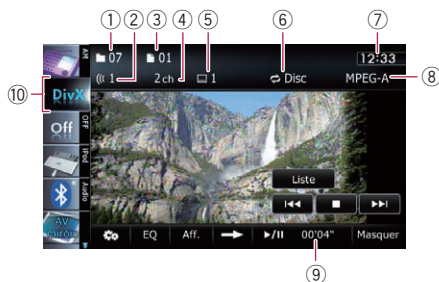 ① ② ③ ④ ⑤ ⑥ ⑦
07 01 12:33
1 2 ch 1 Disc MPEG-A ⑧
⑩
AM
DivX
OFF
Off
iPod
Audio
AV
miroir
Liste
EQ Aff. 00'04" Masquer
⑨